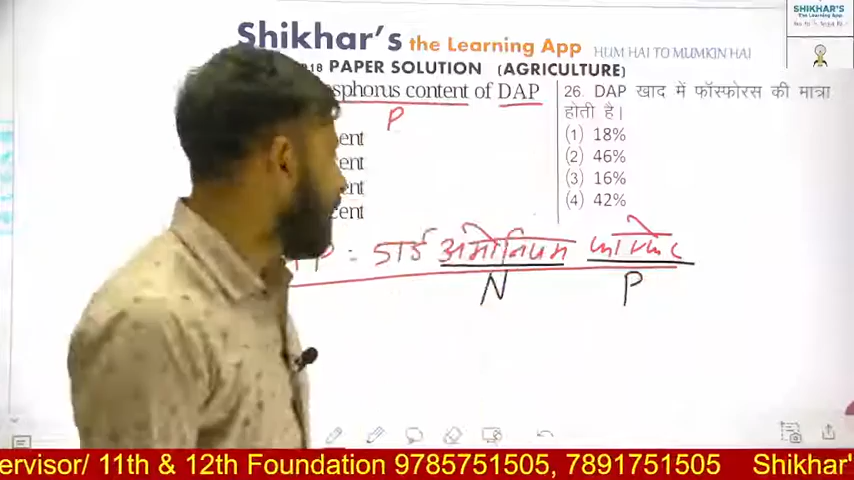 SHIKHAR'S
The Learning App
Shikhar's the Learning App HUM HAI TO MUMKIN HAI
18 PAPER SOLUTION (AGRICULTURE)
sphorus content of DAP
P
ent
ent
cent
26. DAP खाद में फॉस्फोरस की मात्रा
होती है।
(1) 18%
(2) 46%
(3) 16%
(4) 42%
P = डाई अमोनियम फास्फेट
N P
ervisor/ 11th & 12th Foundation 9785751505, 7891751505 Shikhar'